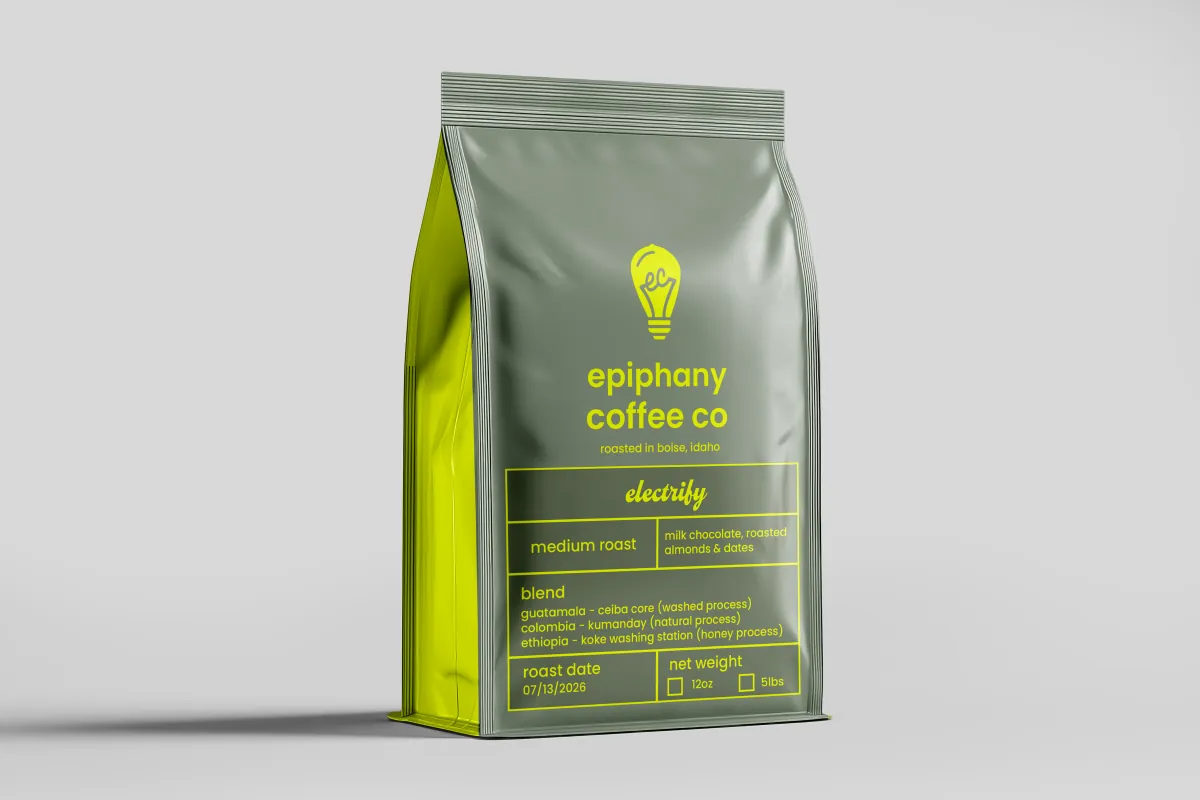 ec
epiphany
coffee co
roasted in boise, idaho
electrify
medium roast
milk chocolate, roasted
almonds & dates
blend
guatamala - ceiba core (washed process)
colombia - kumanday (natural process)
ethiopia - koke washing station (honey process)
roast date
07/13/2026
net weight
12oz
5lbs